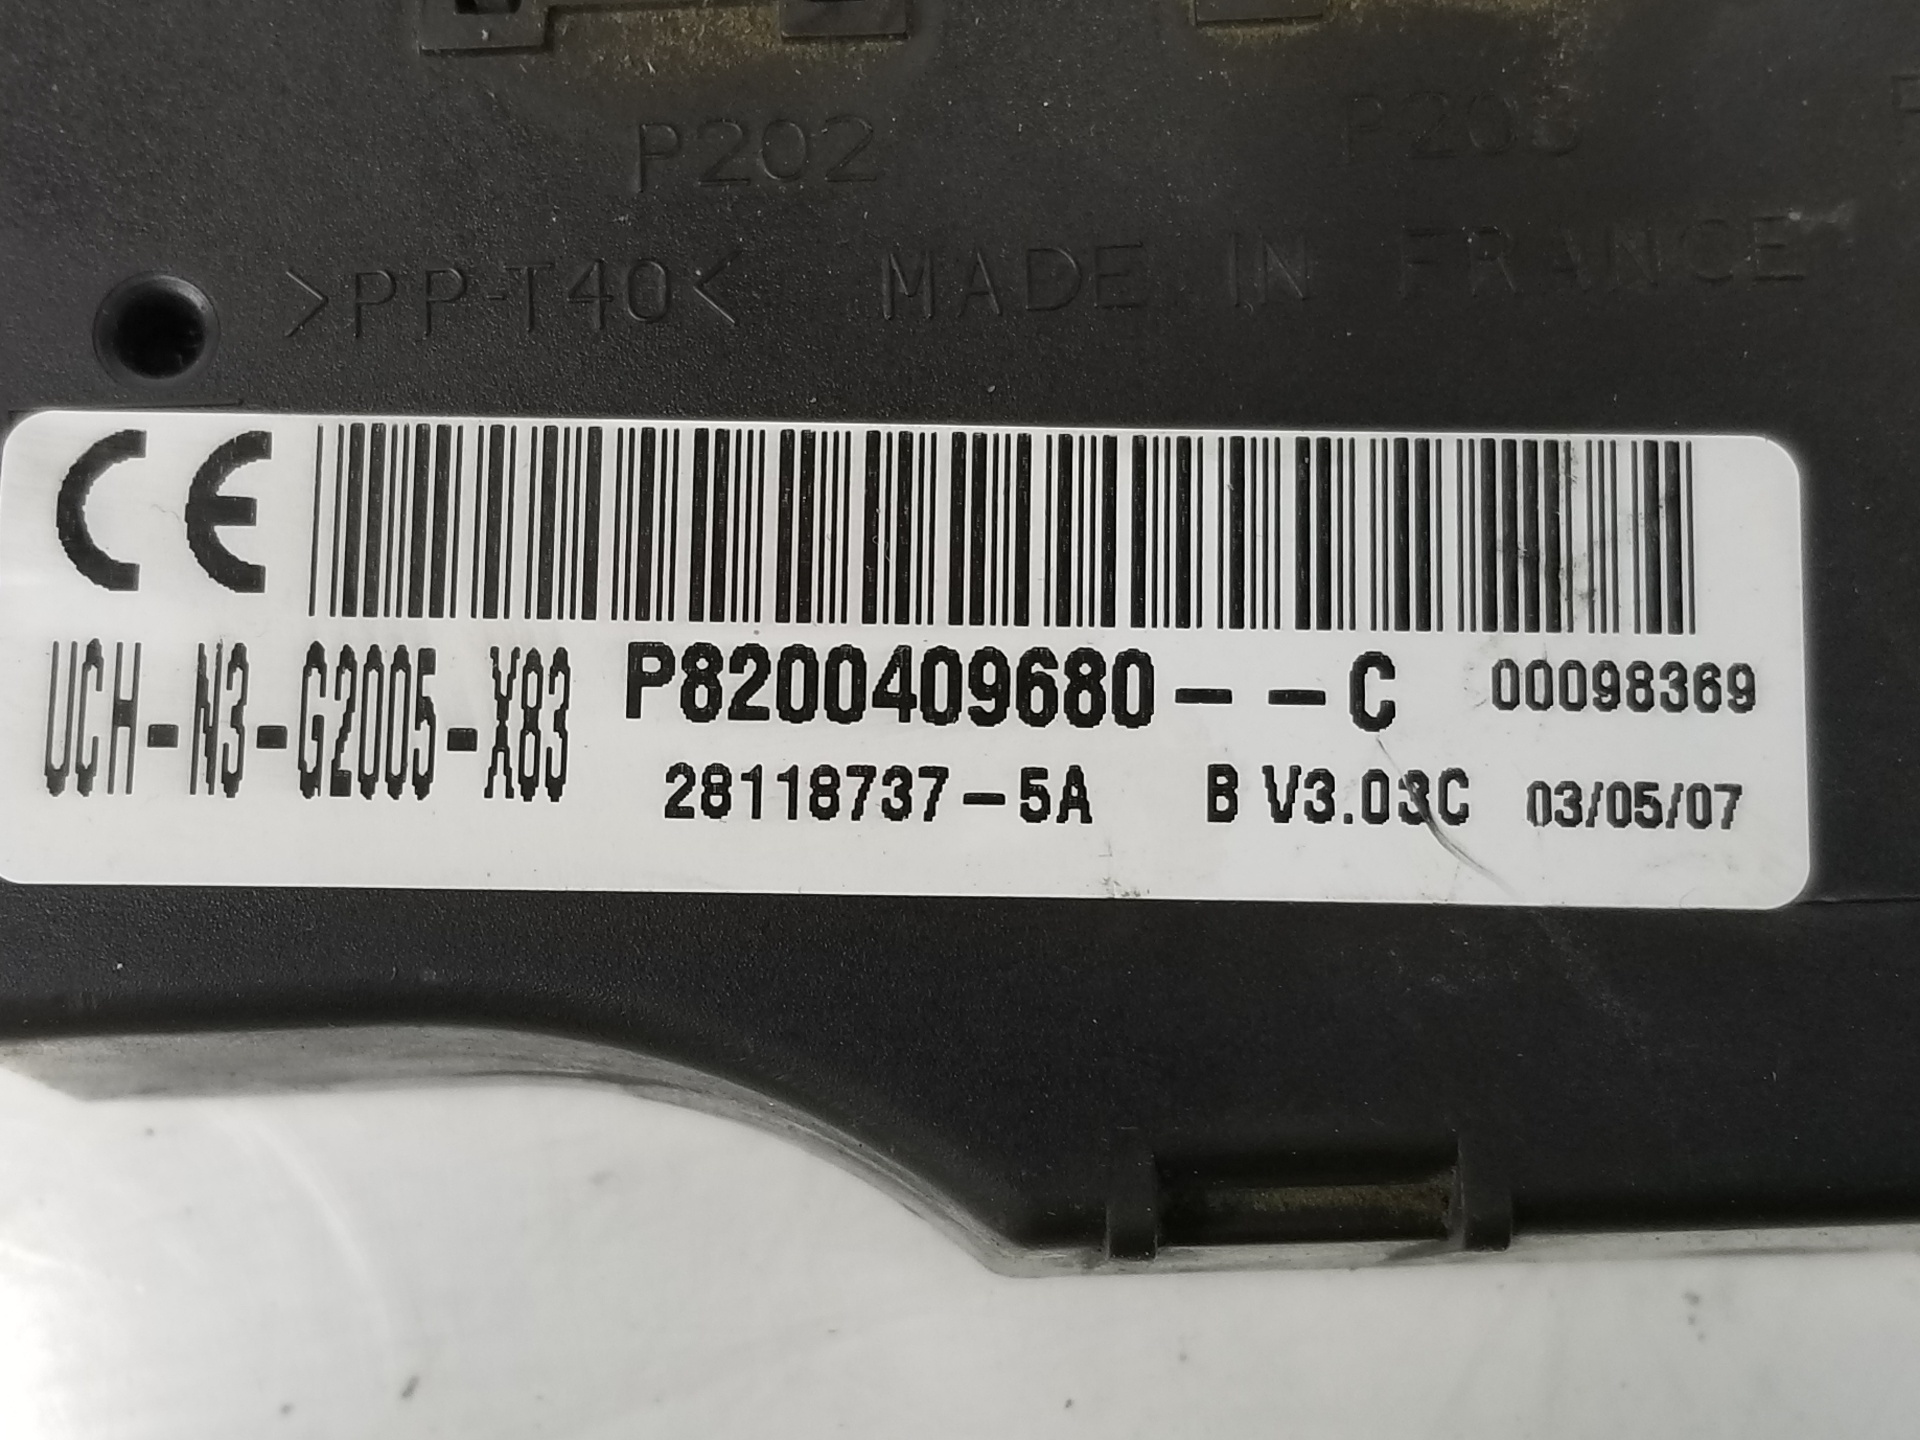 P202
>PP-T40< MADE IN FRANCE
CE
UCH-N3-G2005-X83 P8200409680--C 00098369
28118737-5A B V3.03C 03/05/07